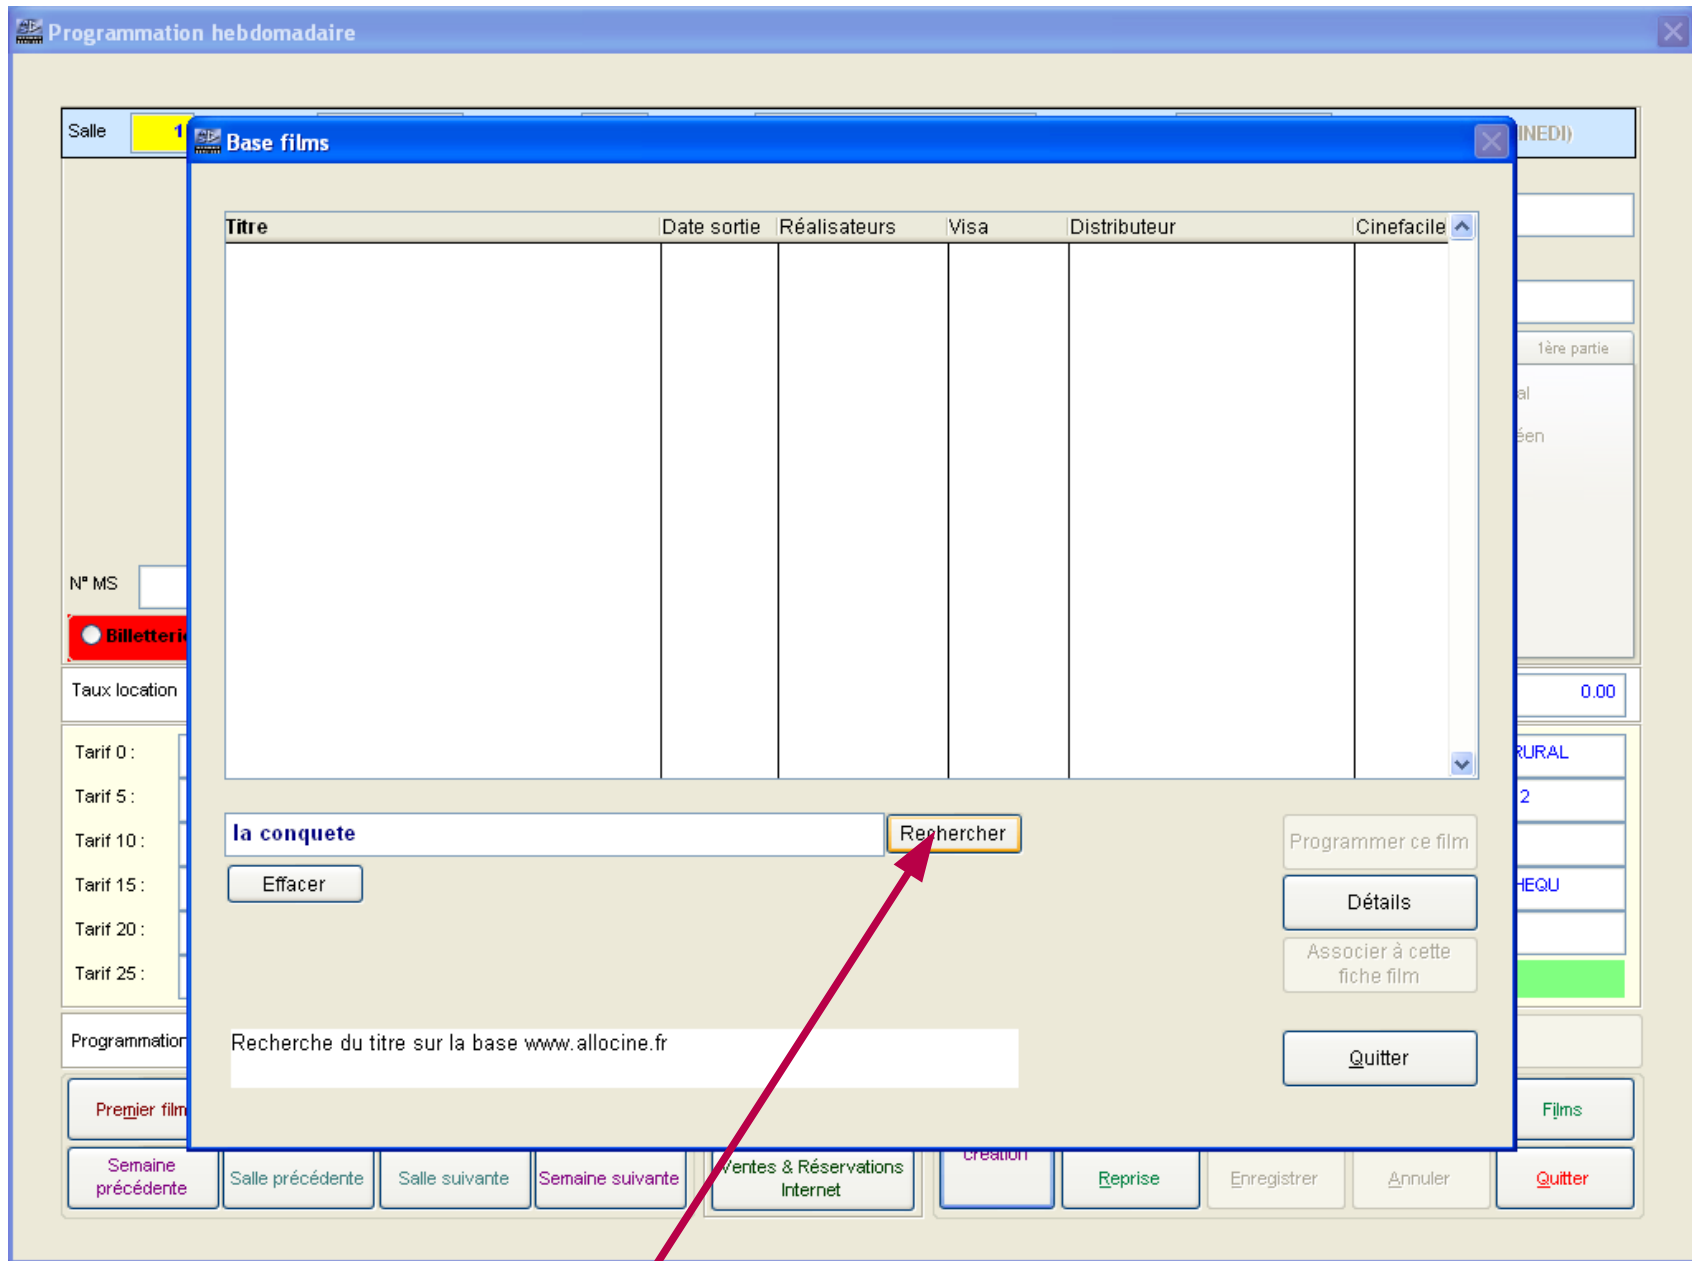 Programmation hebdomadaire
Salle 1
INEDI)
Base films
Titre Date sortie Réalisateurs Visa Distributeur Cinefacile
1ère partie
al
éen
N° MS
Billetterie
Taux location 0.00
Tarif 0 : RURAL
Tarif 5 : 2
Tarif 10 :
Tarif 15 : HEQU
Tarif 20 :
Tarif 25 :
la conquete Rechercher
Effacer
Programmer ce film
Détails
Associer à cette
fiche film
Programmation
Recherche du titre sur la base www.allocine.fr
Quitter
Premier film
Films
Semaine
précédente
Salle précédente
Salle suivante
Semaine suivante
Ventes & Réservations
Internet
création
Reprise
Enregistrer
Annuler
Quitter